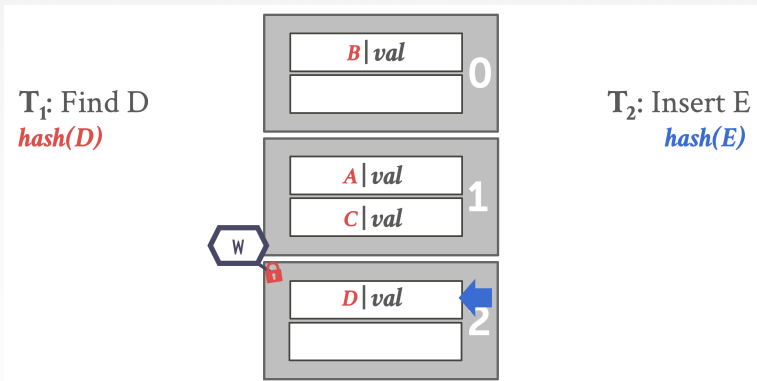 B|val
0
T₁: Find D
hash(D)
T₂: Insert E
hash(E)
A|val
1
C|val
W
D|val
2